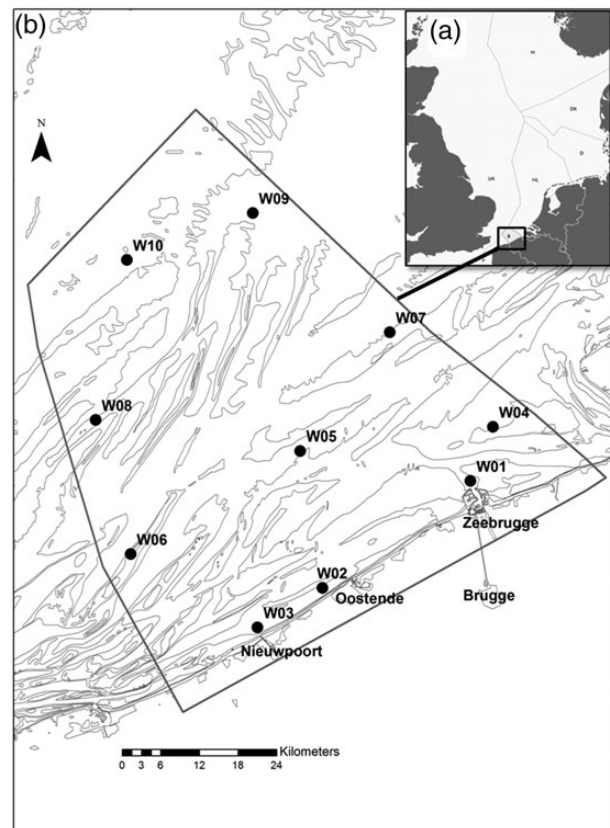 (b)
(a)
N
DK
D
UK
HL
B
N
W09
W10
W07
W08
W04
W05
W01
Zeebrugge
W06
W02
Oostende
Brugge
W03
Nieuwpoort
Kilometers
0 3 6 12 18 24